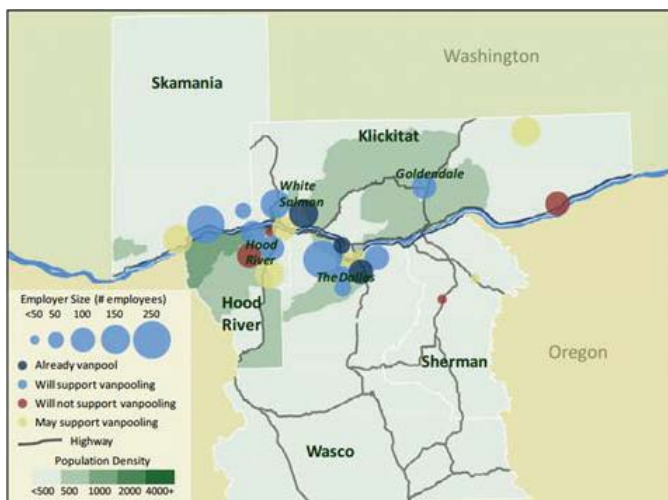 Washington
Skamania
Klickitat
Goldendale
White
Salmon
Hood
River
The Dalles
Hood
River
Sherman
Oregon
Wasco
Employer Size (# employees)
<50 50 100 150 250
Already vanpool
Will support vanpooling
Will not support vanpooling
May support vanpooling
Highway
Population Density
<500 500 1000 2000 4000+